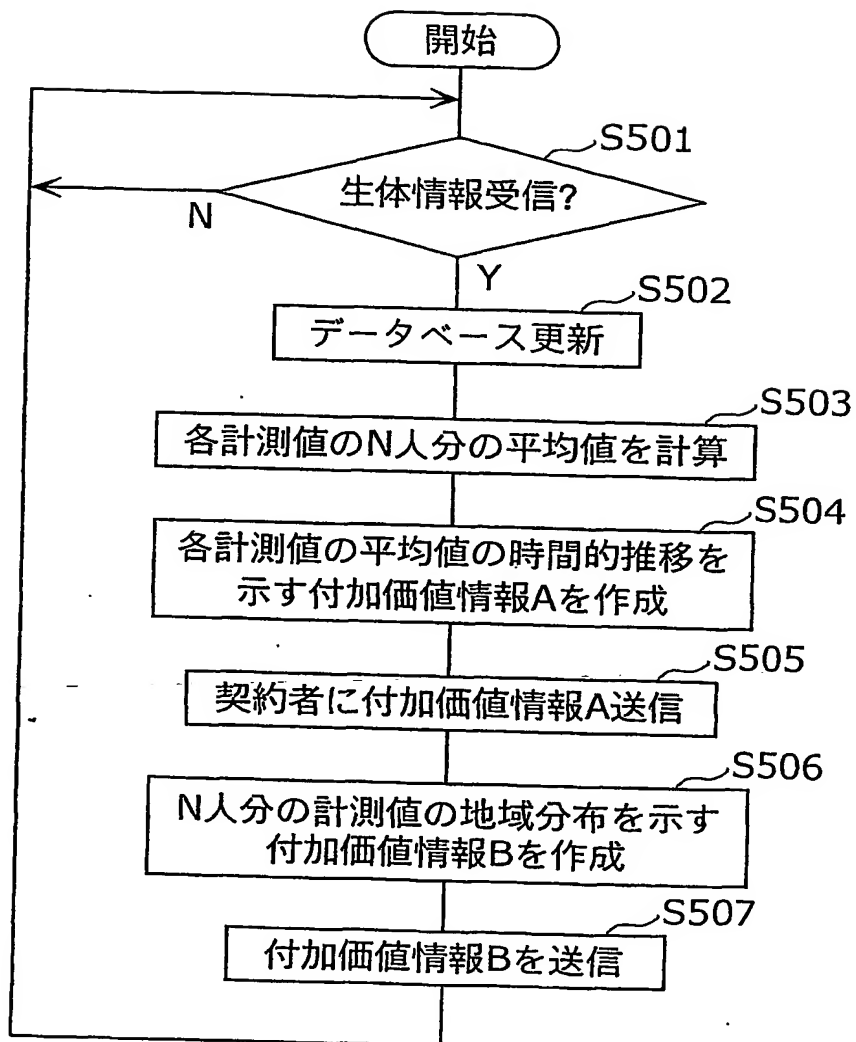 開始
S501
生体情報受信?
N
Y
S502
データベース更新
S503
各計測値のN人分の平均値を計算
S504
各計測値の平均値の時間的推移を
示す付加価値情報Aを作成
S505
契約者に付加価値情報A送信
S506
N人分の計測値の地域分布を示す
付加価値情報Bを作成
S507
付加価値情報Bを送信